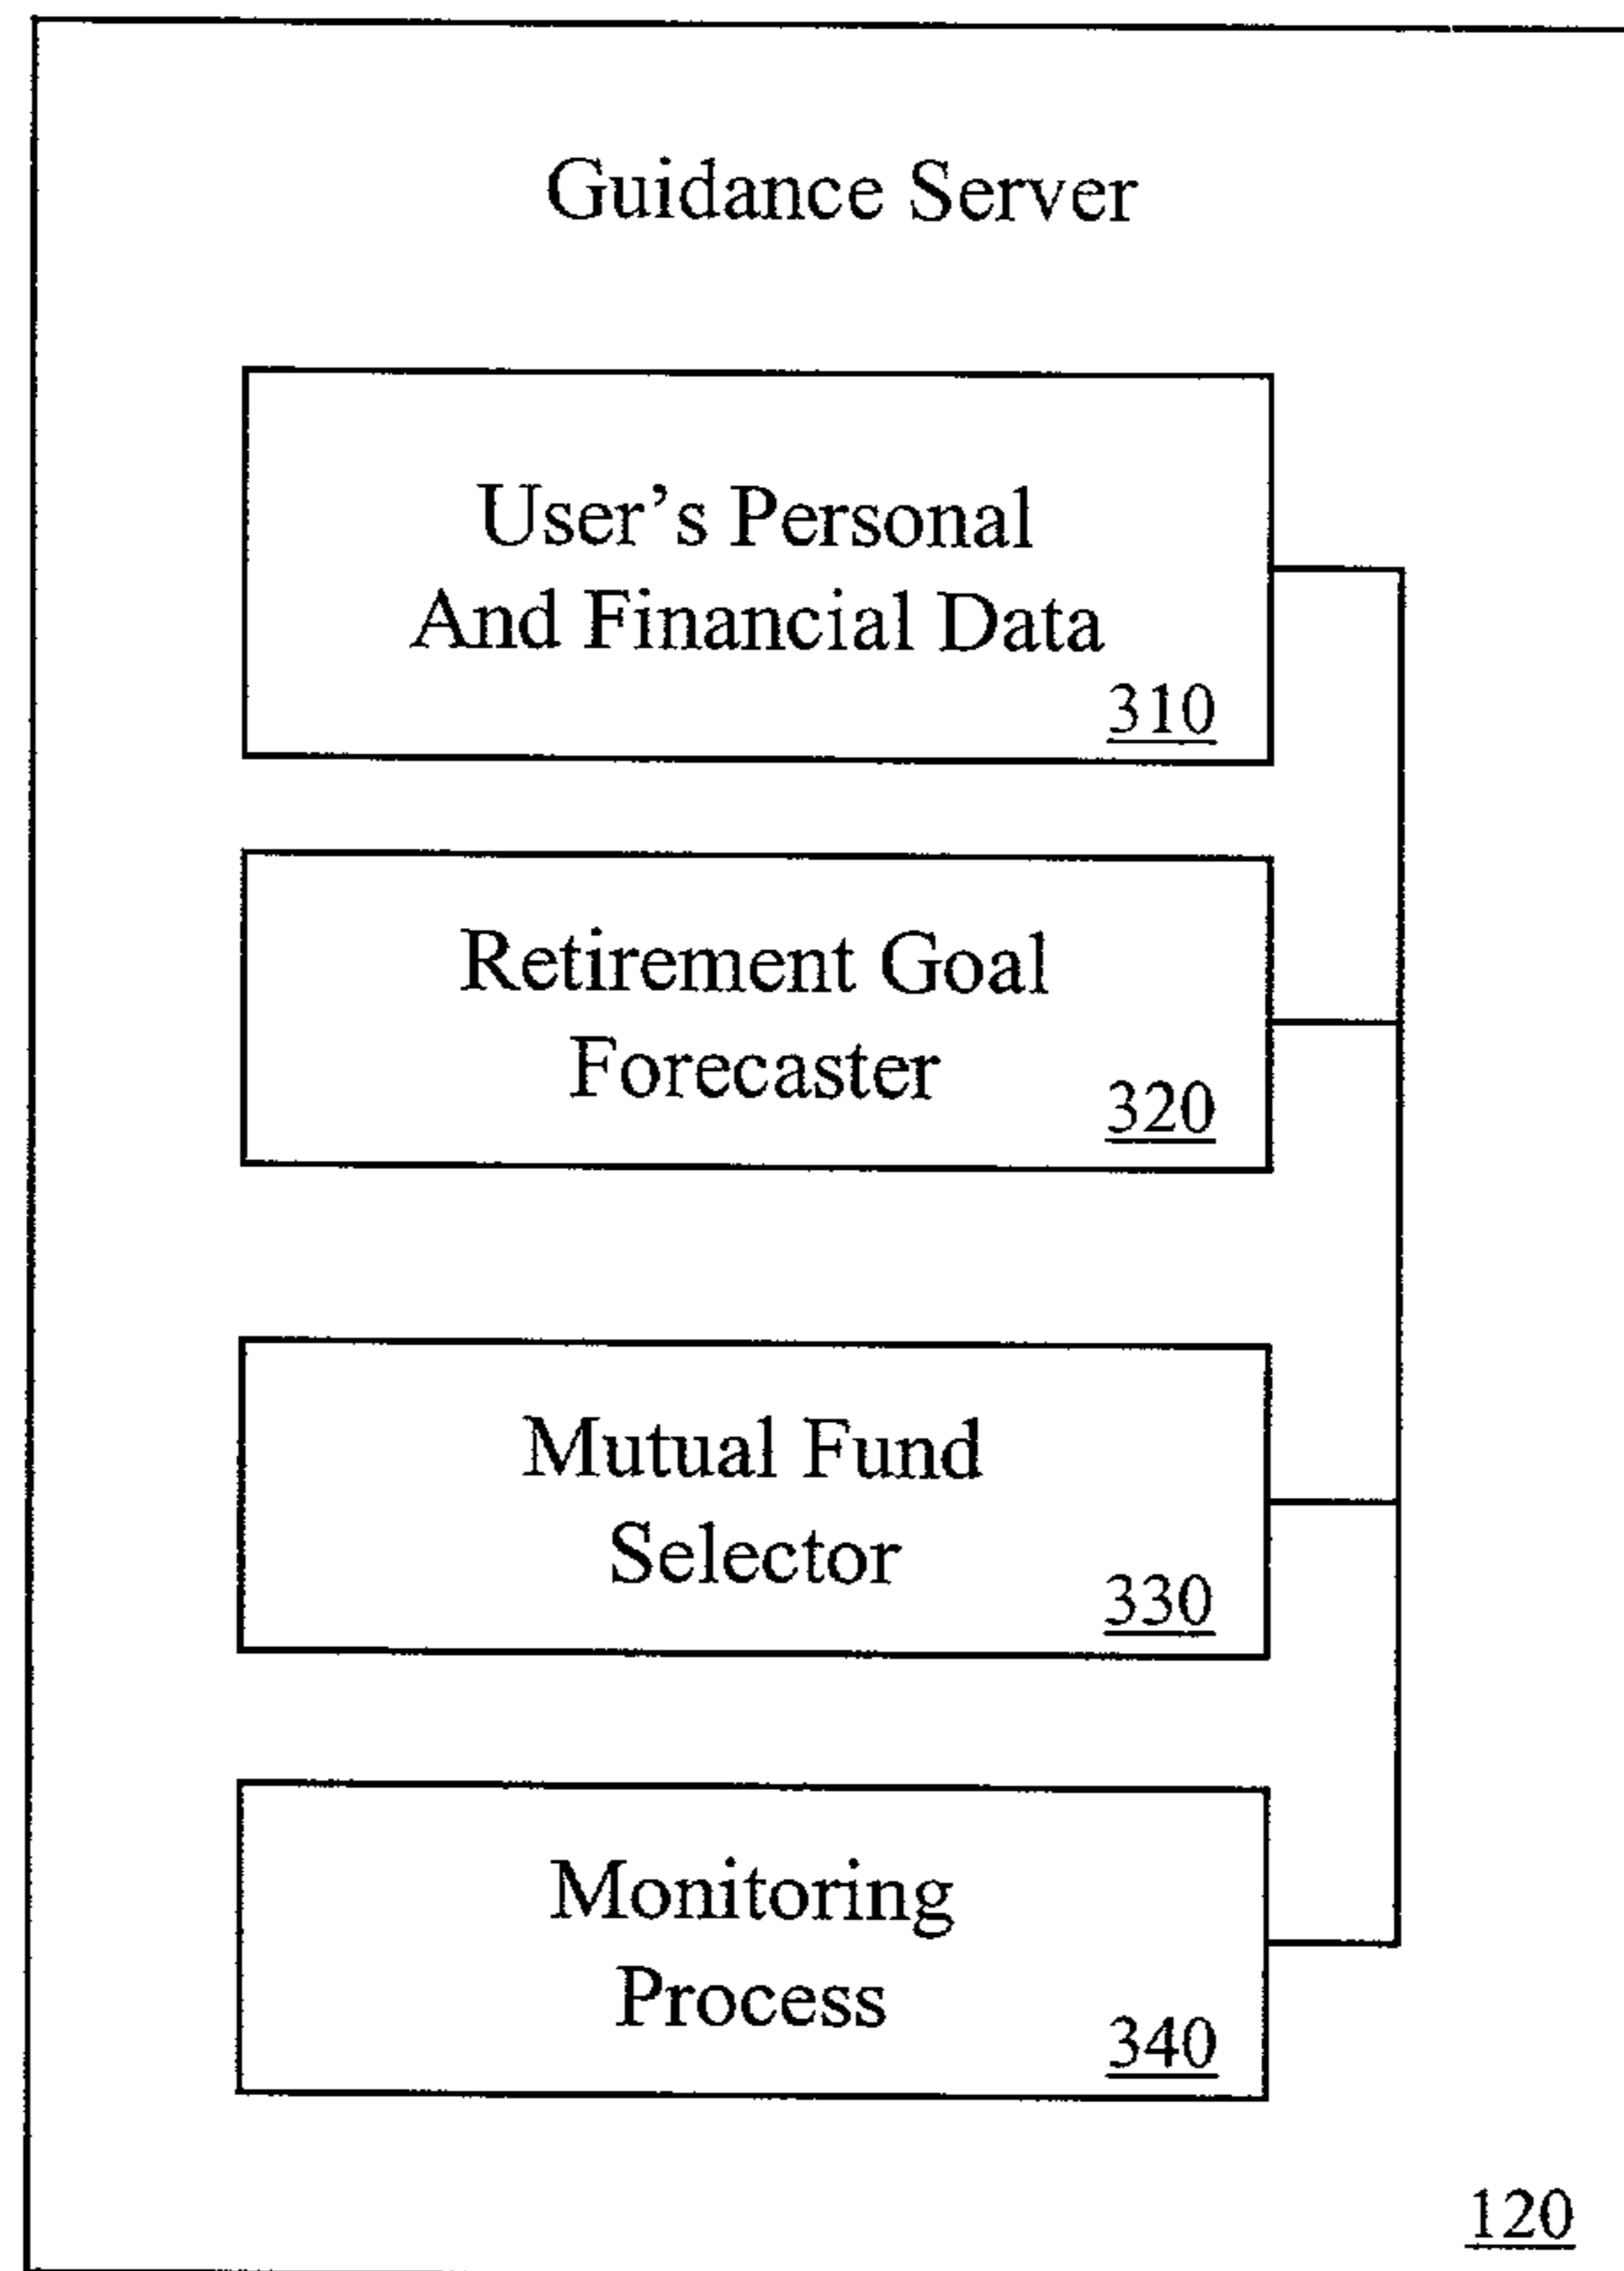 Guidance Server
User’s Personal
And Financial Data
310
Retirement Goal
Forecaster
320
Mutual Fund
Selector
330
Monitoring
Process
340
120